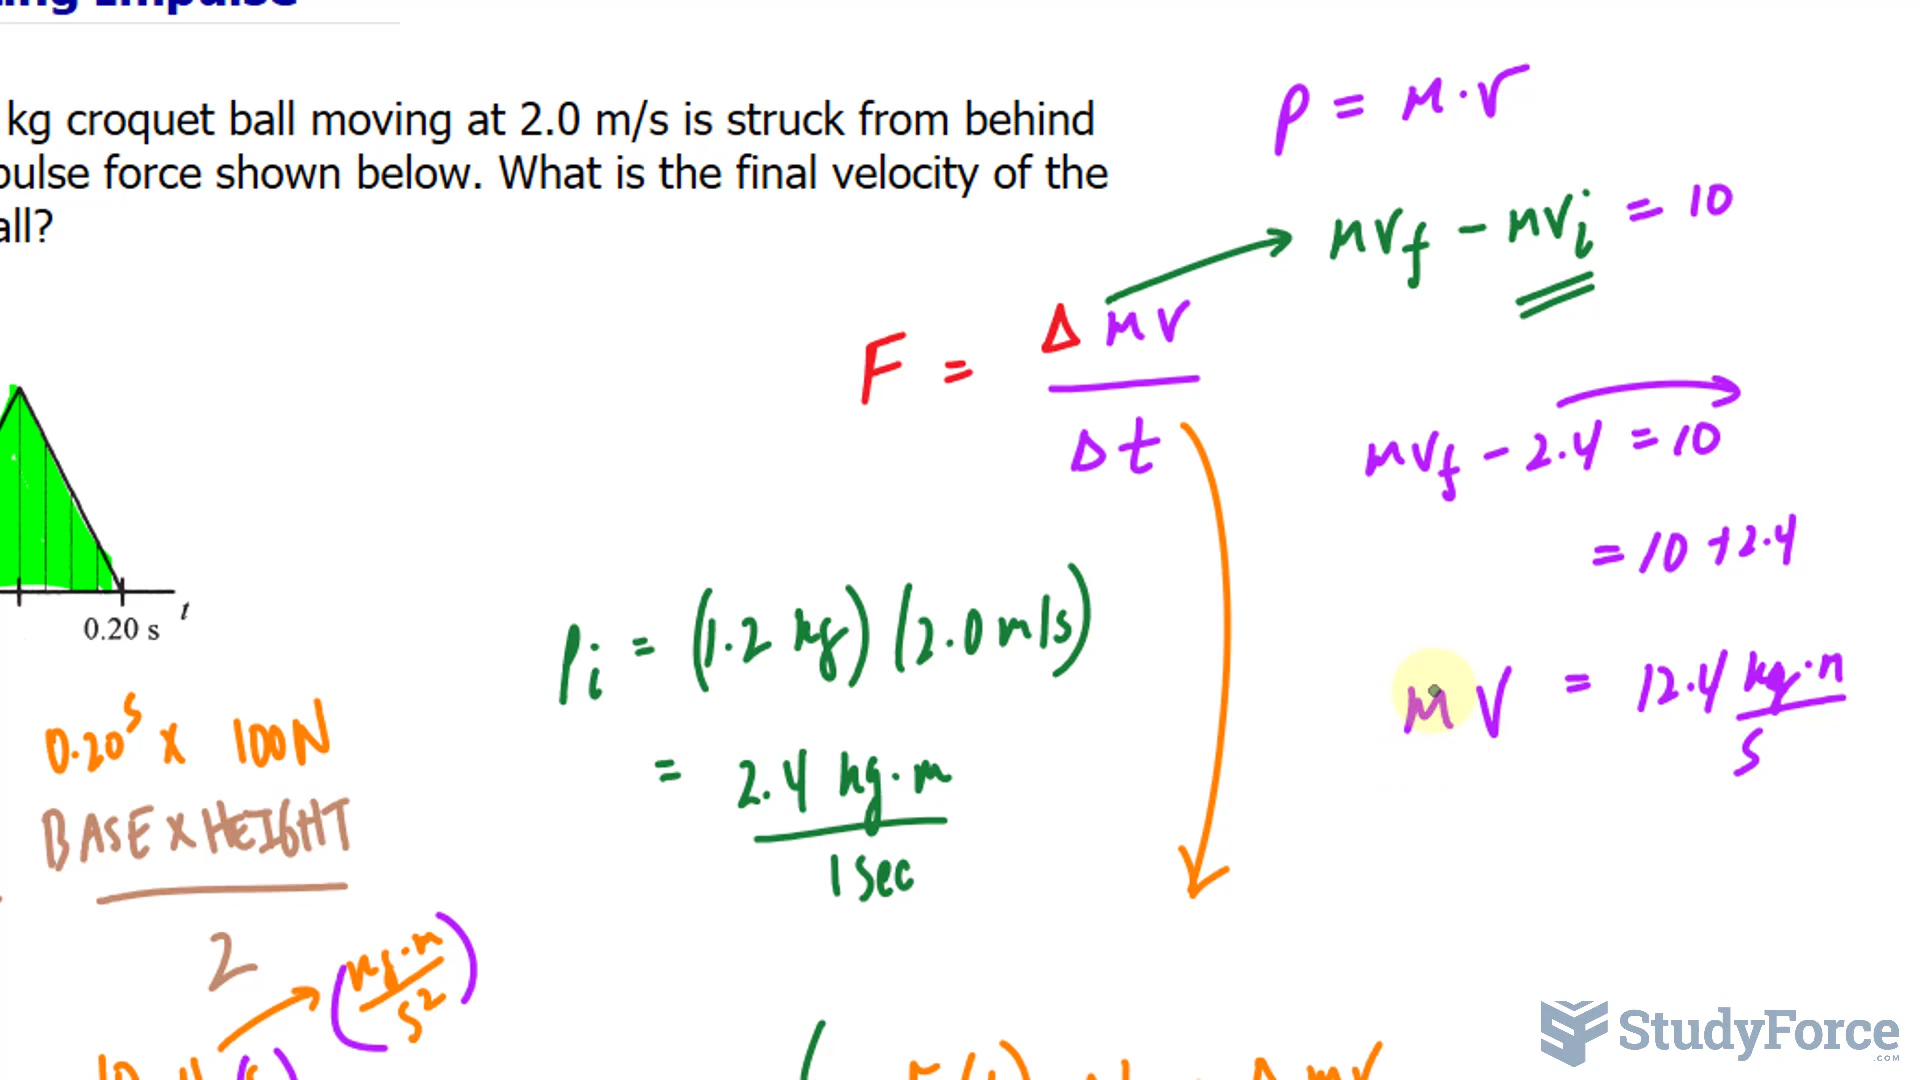 kg croquet ball moving at 2.0 m/s is struck from behind
pulse force shown below. What is the final velocity of the
all?
p = m·v
mvf - mvi = 10
F = Δmv
Δt
mvf - 2.4 = 10
= 10 + 2.4
mv = 12.4 kg·m
s
0.20 s
t
Pi = (1.2 kg)(2.0 m/s)
= 2.4 kg·m
1 sec
0.20 s x 100N
BASE x HEIGHT
2
(kg·m
s²)
StudyForce
.COM